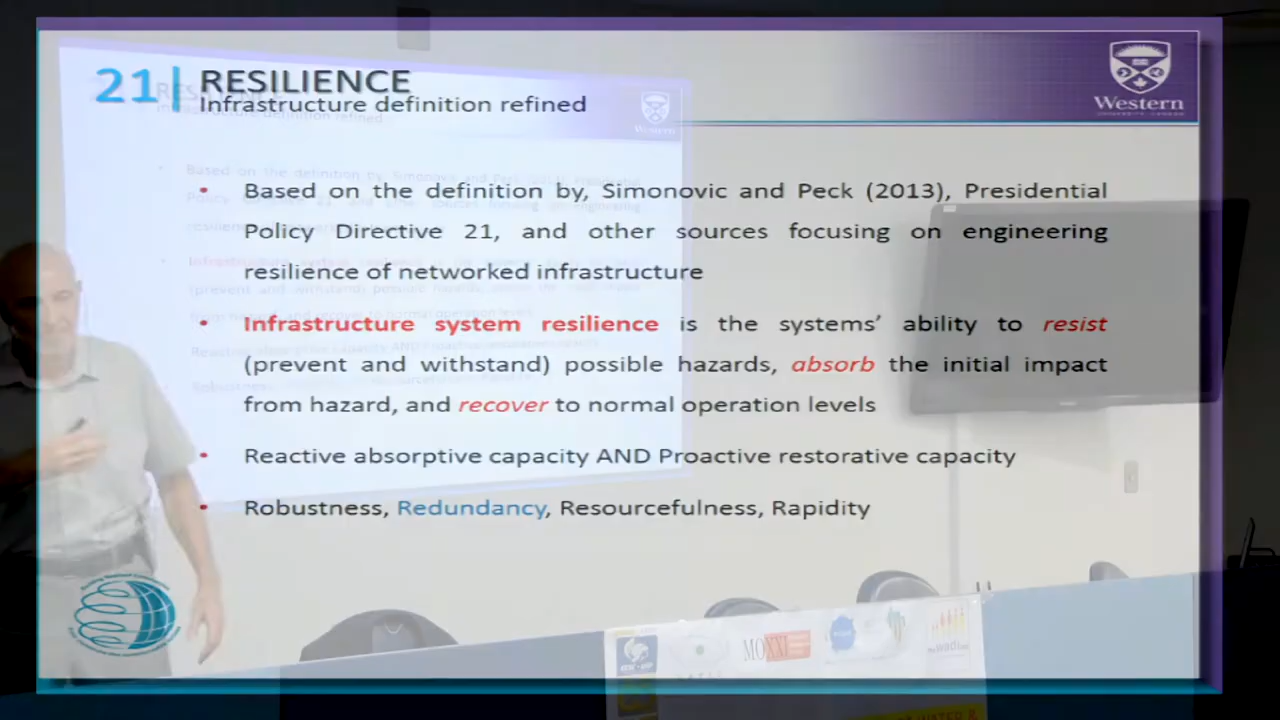 21 | RESILIENCE
Infrastructure definition refined
Western
• Based on the definition by, Simonovic and Peck (2013), Presidential
Policy Directive 21, and other sources focusing on engineering
resilience of networked infrastructure
• Infrastructure system resilience is the systems’ ability to resist
(prevent and withstand) possible hazards, absorb the initial impact
from hazard, and recover to normal operation levels
• Reactive absorptive capacity AND Proactive restorative capacity
• Robustness, Redundancy, Resourcefulness, Rapidity
MOXXI